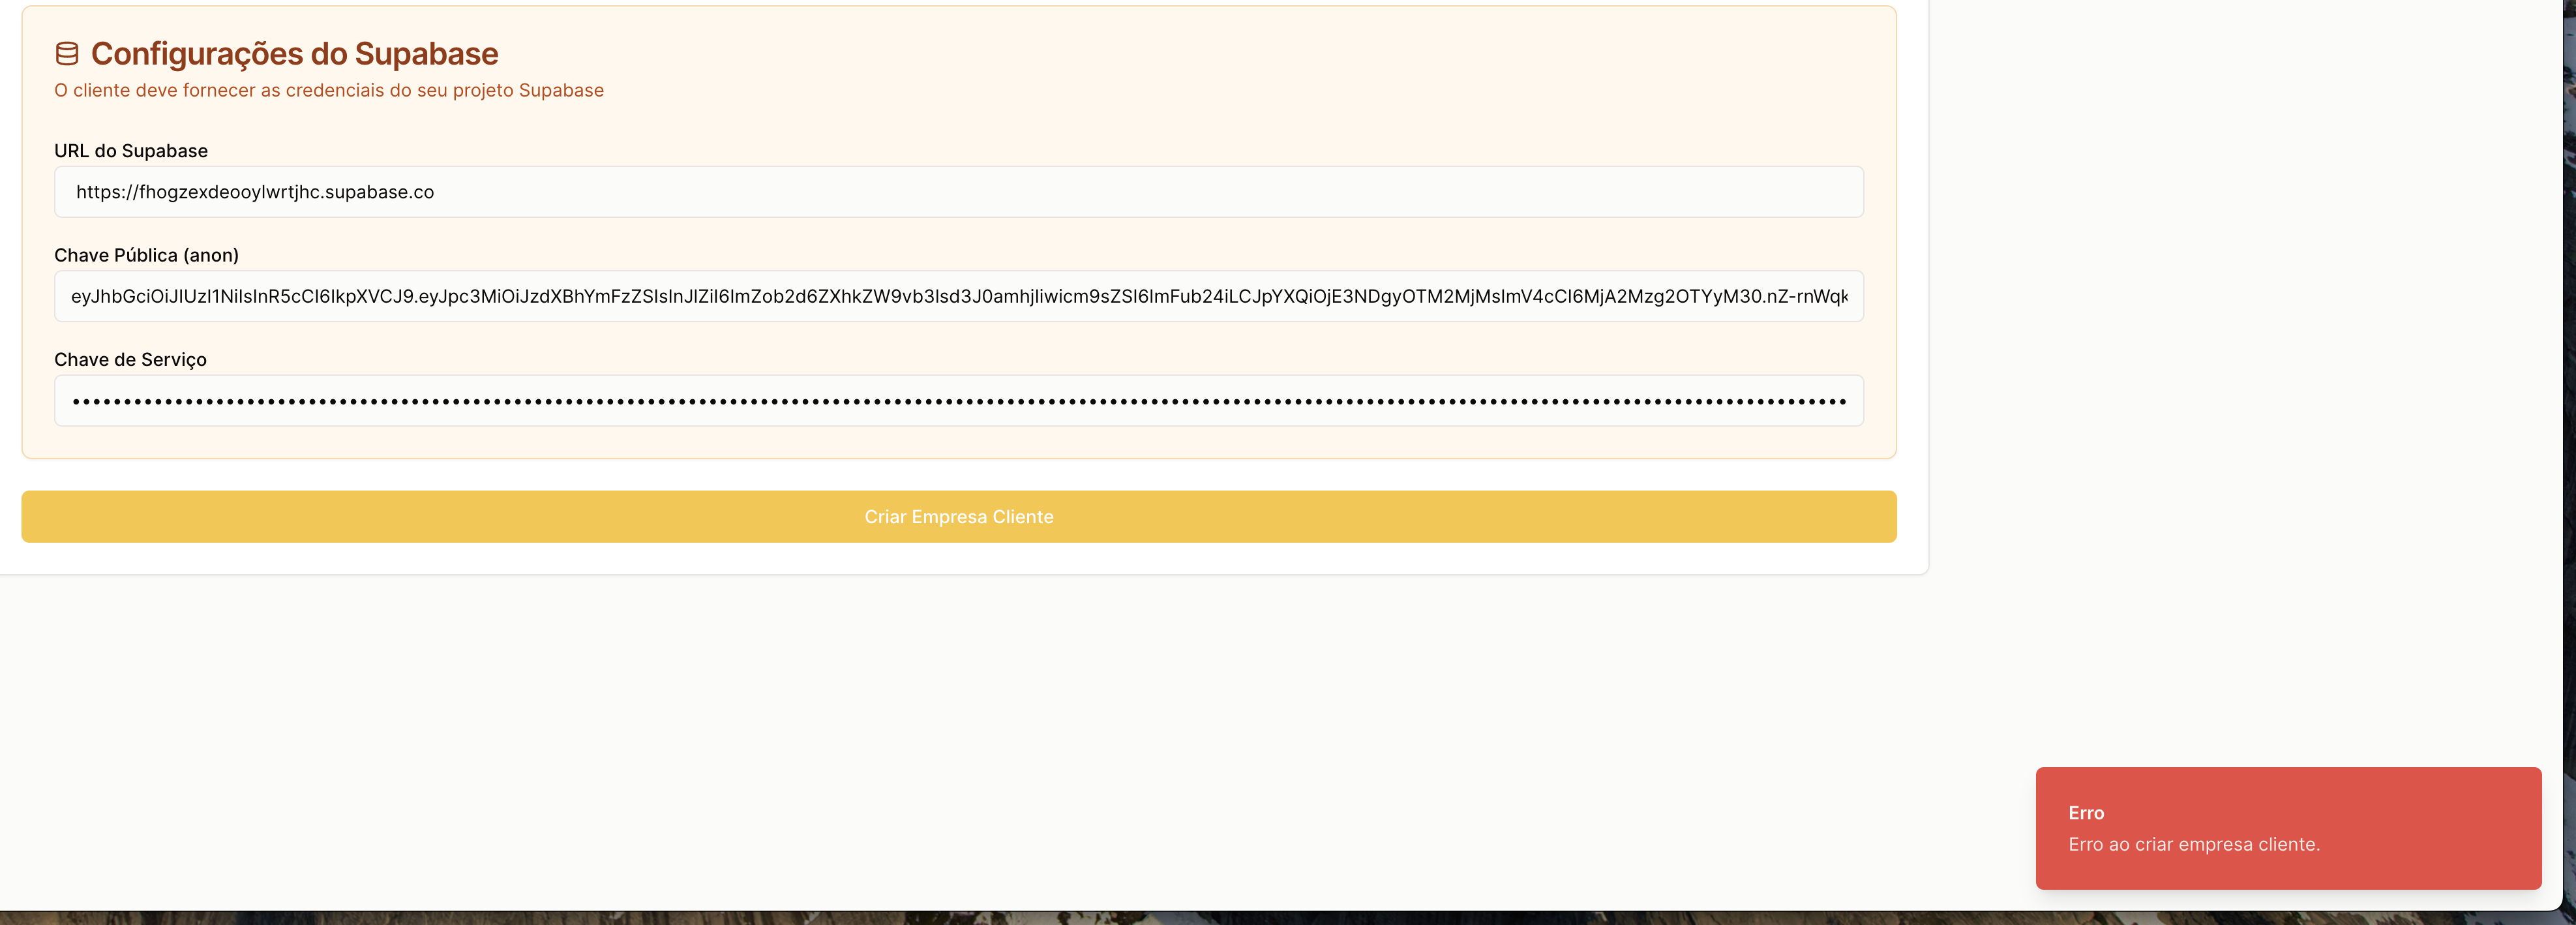 Configurações do Supabase
O cliente deve fornecer as credenciais do seu projeto Supabase
URL do Supabase
https://fhogzexdeooylwrtjhc.supabase.co
Chave Pública (anon)
eyJhbGciOiJIUzI1NiIsInR5cCI6IkpXVCJ9.eyJpc3MiOiJzdXBhYmFzZSIsInJlZiI6ImZob2d6ZXhkZW9vb3lsd3J0amhjIiwicm9sZSI6ImFub24iLCJpYXQiOjE3NDgyOTM2MjMsImV4cCI6MjA2Mzg2OTYyM30.nZ-rnWqk
Chave de Serviço
Criar Empresa Cliente
Erro
Erro ao criar empresa cliente.